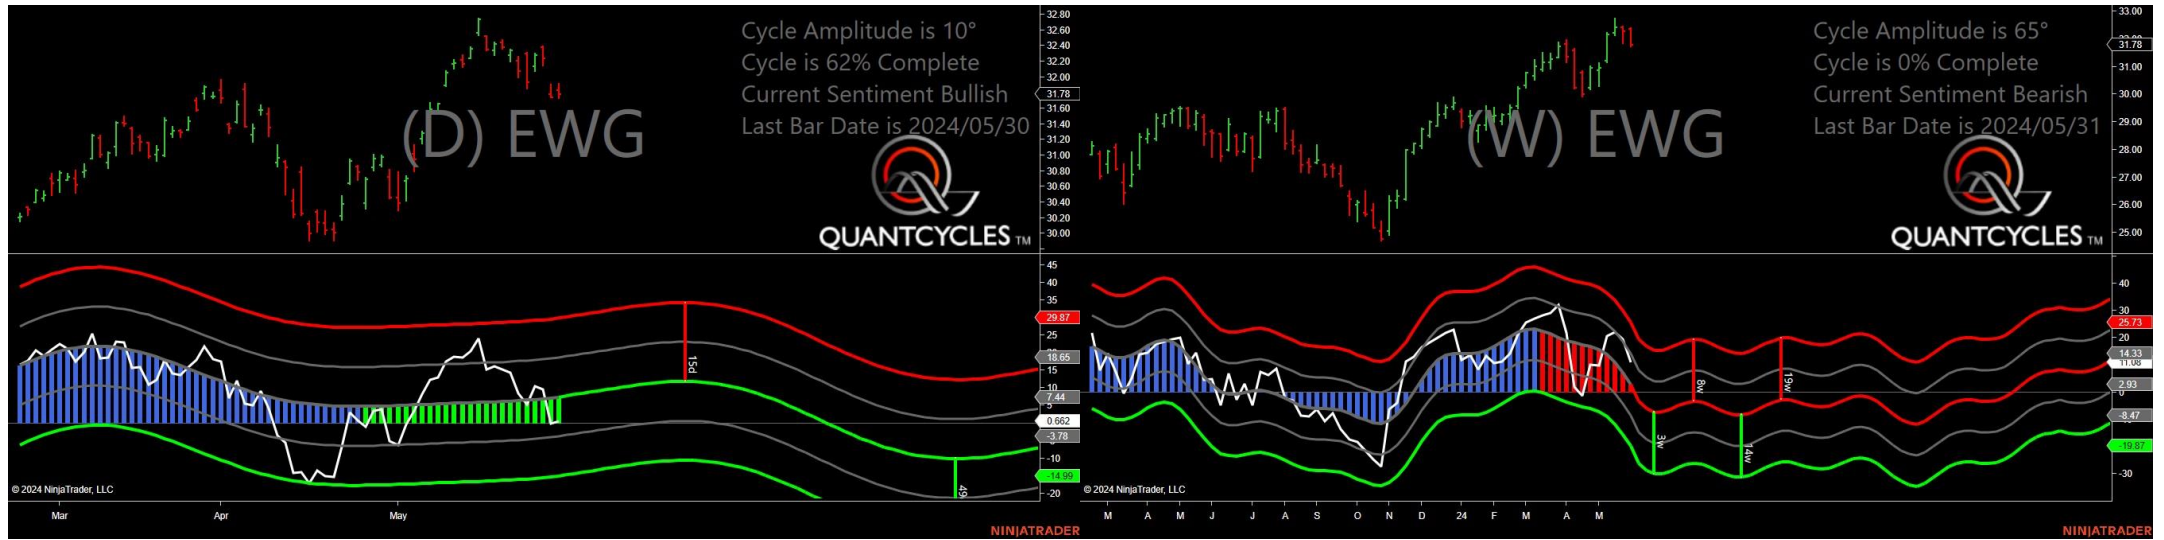 Cycle Amplitude is 10°
Cycle is 62% Complete
Current Sentiment Bullish
Last Bar Date is 2024/05/30
(D) EWG
QUANTCYCLES TM
32.80
32.60
32.40
32.20
32.00
31.78
31.60
31.40
31.20
31.00
30.80
30.60
30.40
30.20
30.00
45
40
35
29.87
25
18.65
15
10
7.44
5
0.662
-3.78
-10
-14.99
-20
15d
© 2024 NinjaTrader, LLC
Mar Apr May
NINJATRADER
Cycle Amplitude is 65°
Cycle is 0% Complete
Current Sentiment Bearish
Last Bar Date is 2024/05/31
(W) EWG
QUANTCYCLES TM
33.00
31.78
31.00
30.00
29.00
28.00
27.00
26.00
25.00
40
30
25.73
20
14.33
11.08
2.93
0
-8.47
-19.87
-30
3w
8w
14w
19w
© 2024 NinjaTrader, LLC
M A M J J A S O N D 24 F M A M
NINJATRADER